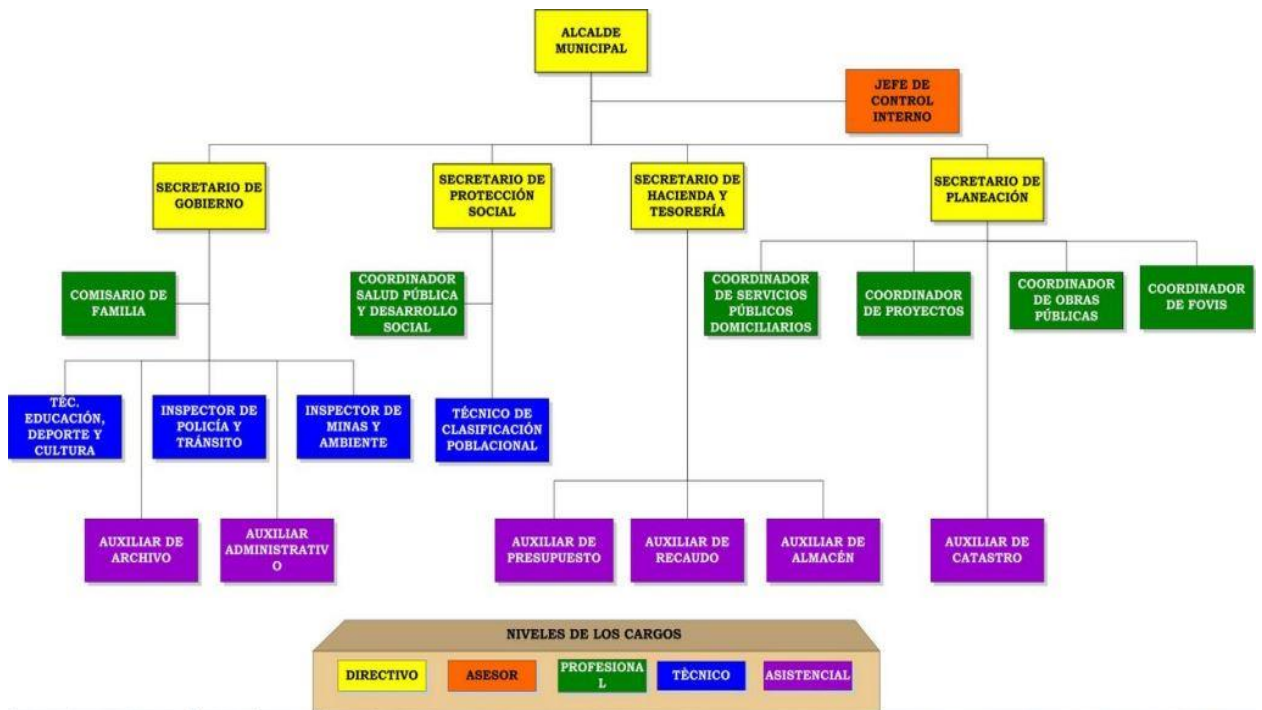 ALCALDE
MUNICIPAL
JEFE DE
CONTROL
INTERNO
SECRETARIO DE
GOBIERNO
SECRETARIO DE
PROTECCIÓN
SOCIAL
SECRETARIO DE
HACIENDA Y
TESORERÍA
SECRETARIO DE
PLANEACIÓN
COMISARIO DE
FAMILIA
COORDINADOR
SALUD PÚBLICA
Y DESARROLLO
SOCIAL
COORDINADOR
DE SERVICIOS
PÚBLICOS
DOMICILIARIOS
COORDINADOR
DE PROYECTOS
COORDINADOR
DE OBRAS
PÚBLICAS
COORDINADOR
DE FOVIS
TÉC.
EDUCACIÓN,
DEPORTE Y
CULTURA
INSPECTOR DE
POLICÍA Y
TRÁNSITO
INSPECTOR DE
MINAS Y
AMBIENTE
TÉCNICO DE
CLASIFICACIÓN
POBLACIONAL
AUXILIAR DE
ARCHIVO
AUXILIAR
ADMINISTRATIV
O
AUXILIAR DE
PRESUPUESTO
AUXILIAR DE
RECAUDO
AUXILIAR DE
ALMACÉN
AUXILIAR DE
CATASTRO
NIVELES DE LOS CARGOS
DIRECTIVO
ASESOR
PROFESIONA
L
TÈCNICO
ASISTENCIAL